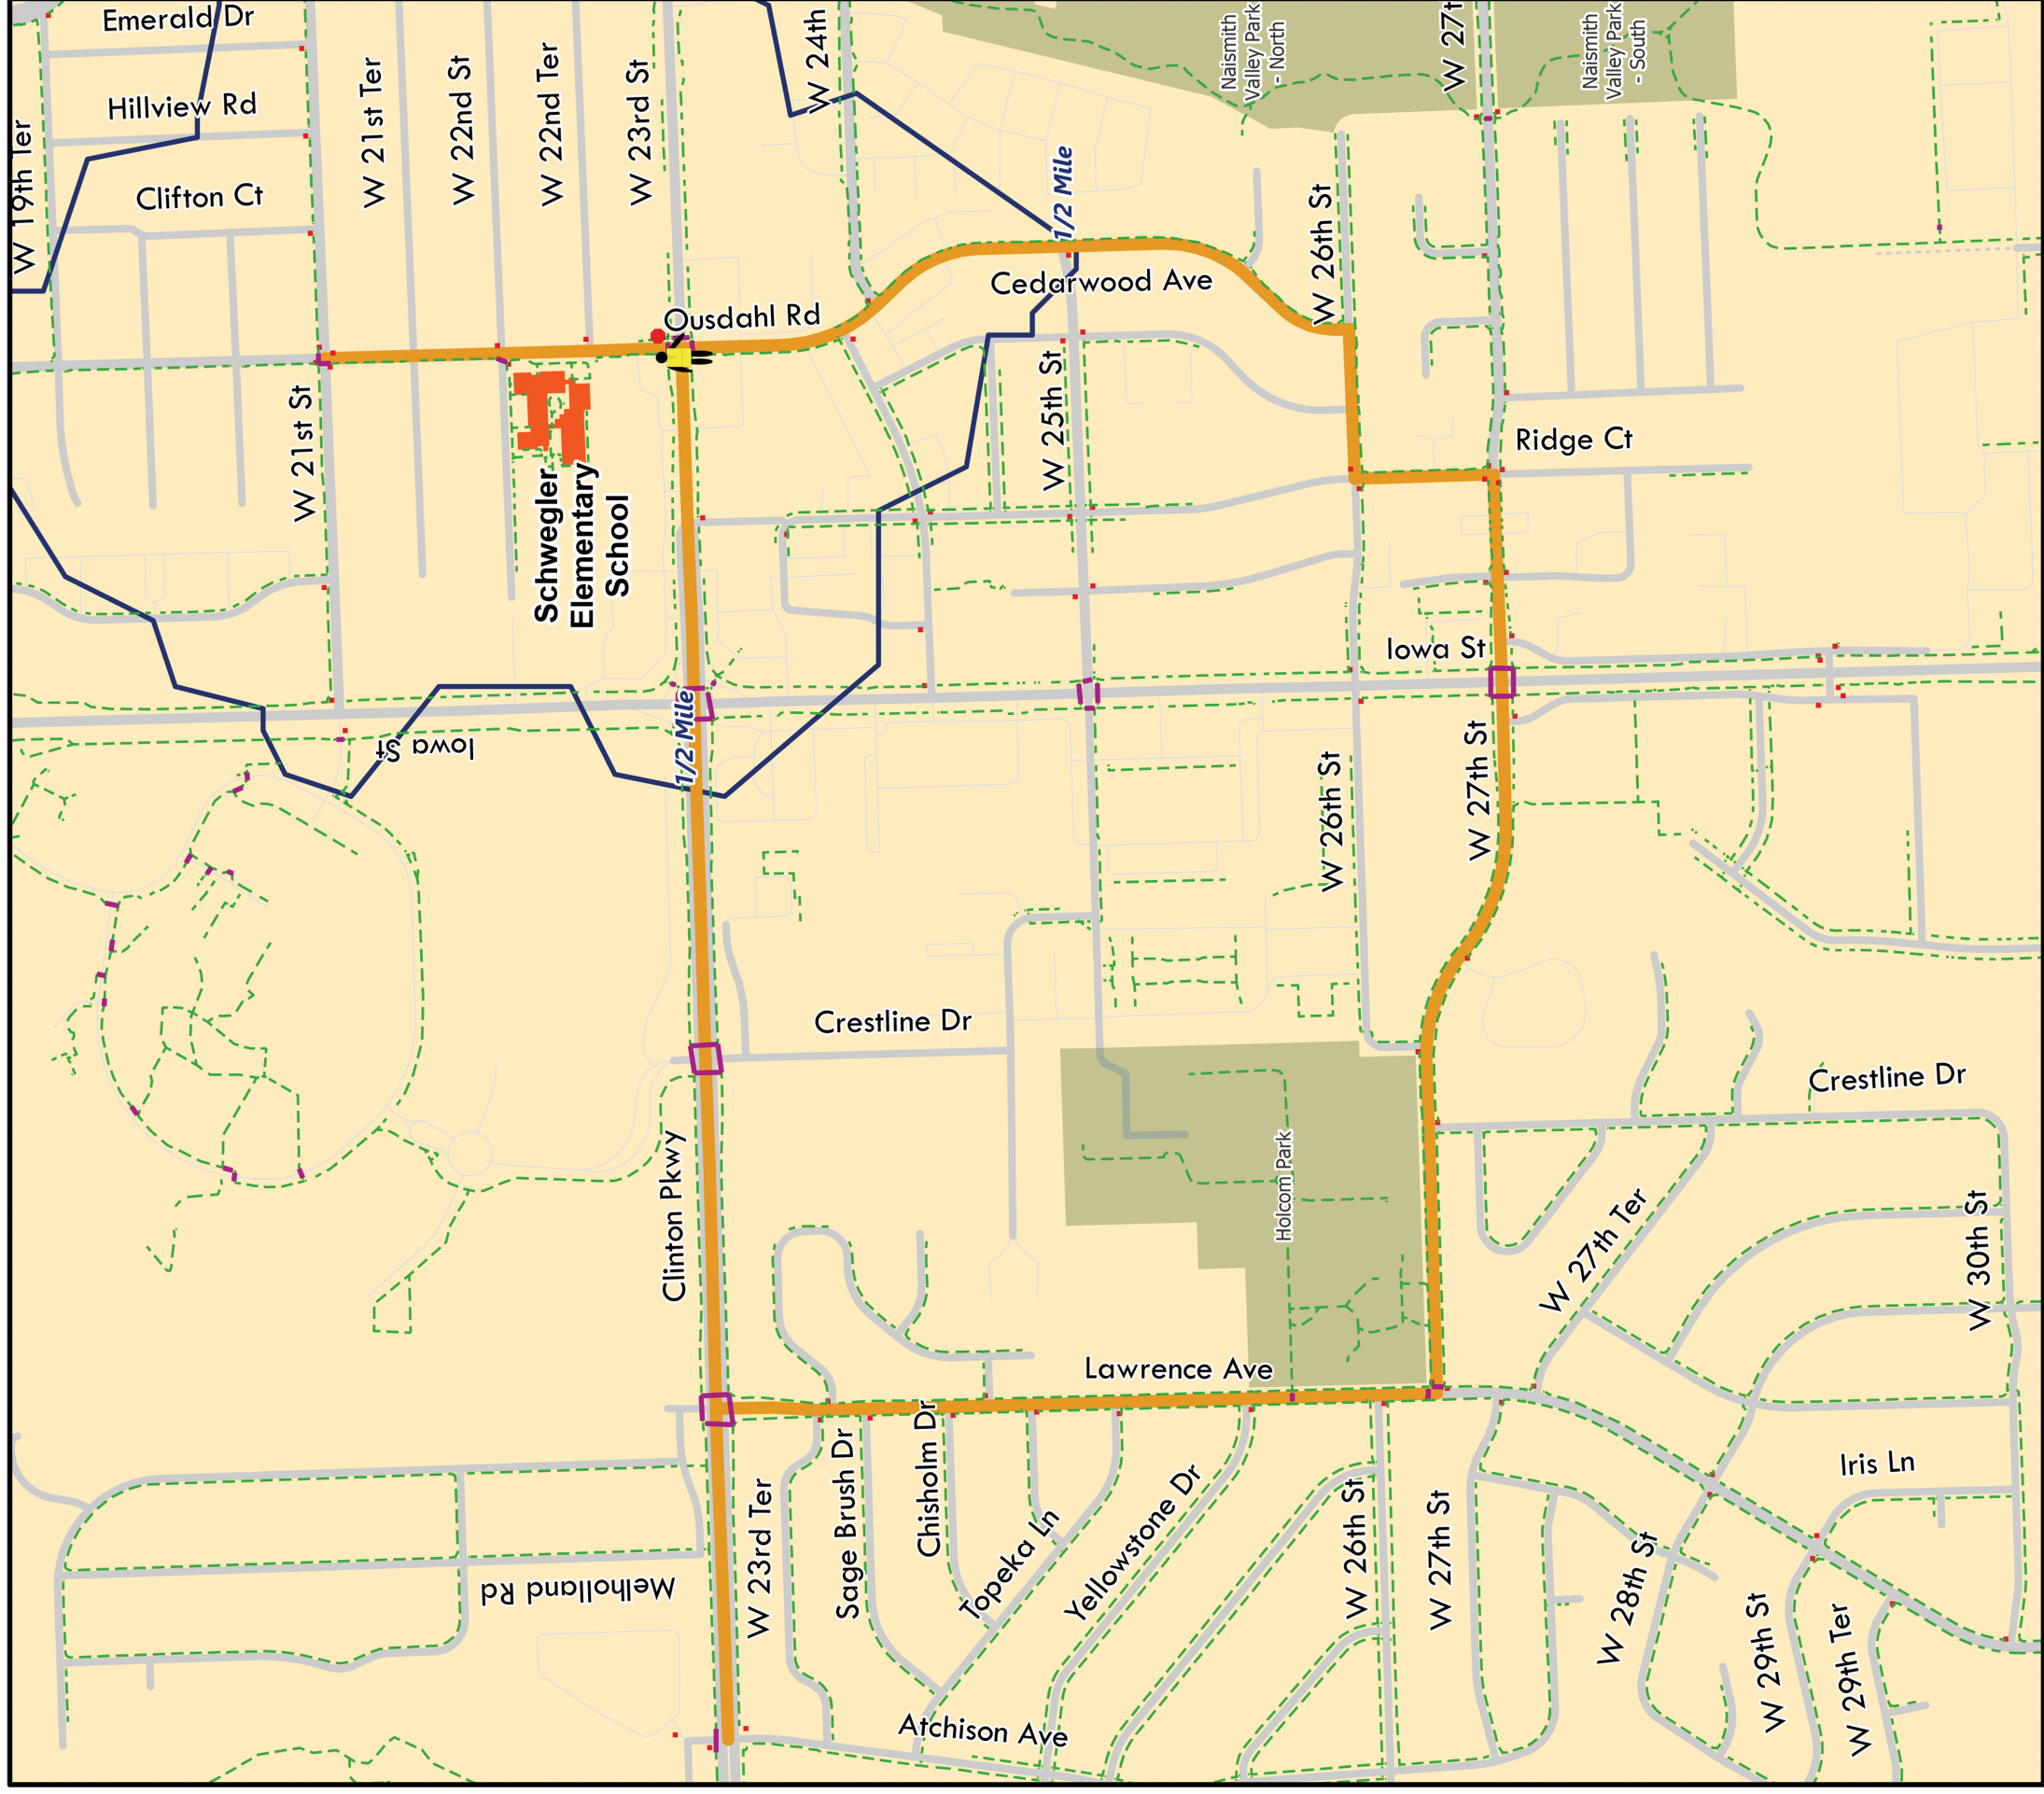 Emerald Dr
Hillview Rd
Clifton Ct
W 19th Ter
W 21st Ter
W 22nd St
W 22nd Ter
W 23rd St
W 24th
1/2 Mile
Naismith
Valley Park
- North
W 27t
Naismith
Valley Park
- South
W 26th St
Cedarwood Ave
Ousdahl Rd
W 21st St
W 25th St
Ridge Ct
Schwegler
Elementary
School
Iowa St
Iowa St
1/2 Mile
W 27th St
W 26th St
Crestline Dr
Crestline Dr
Clinton Pkwy
Holcom Park
W 27th Ter
W 30th St
Lawrence Ave
Iris Ln
W 23rd Ter
Sage Brush Dr
Chisholm Dr
Topeka Ln
Yellowstone Dr
W 26th St
W 27th St
W 28th St
W 29th St
W 29th Ter
Melholland Rd
Atchison Ave